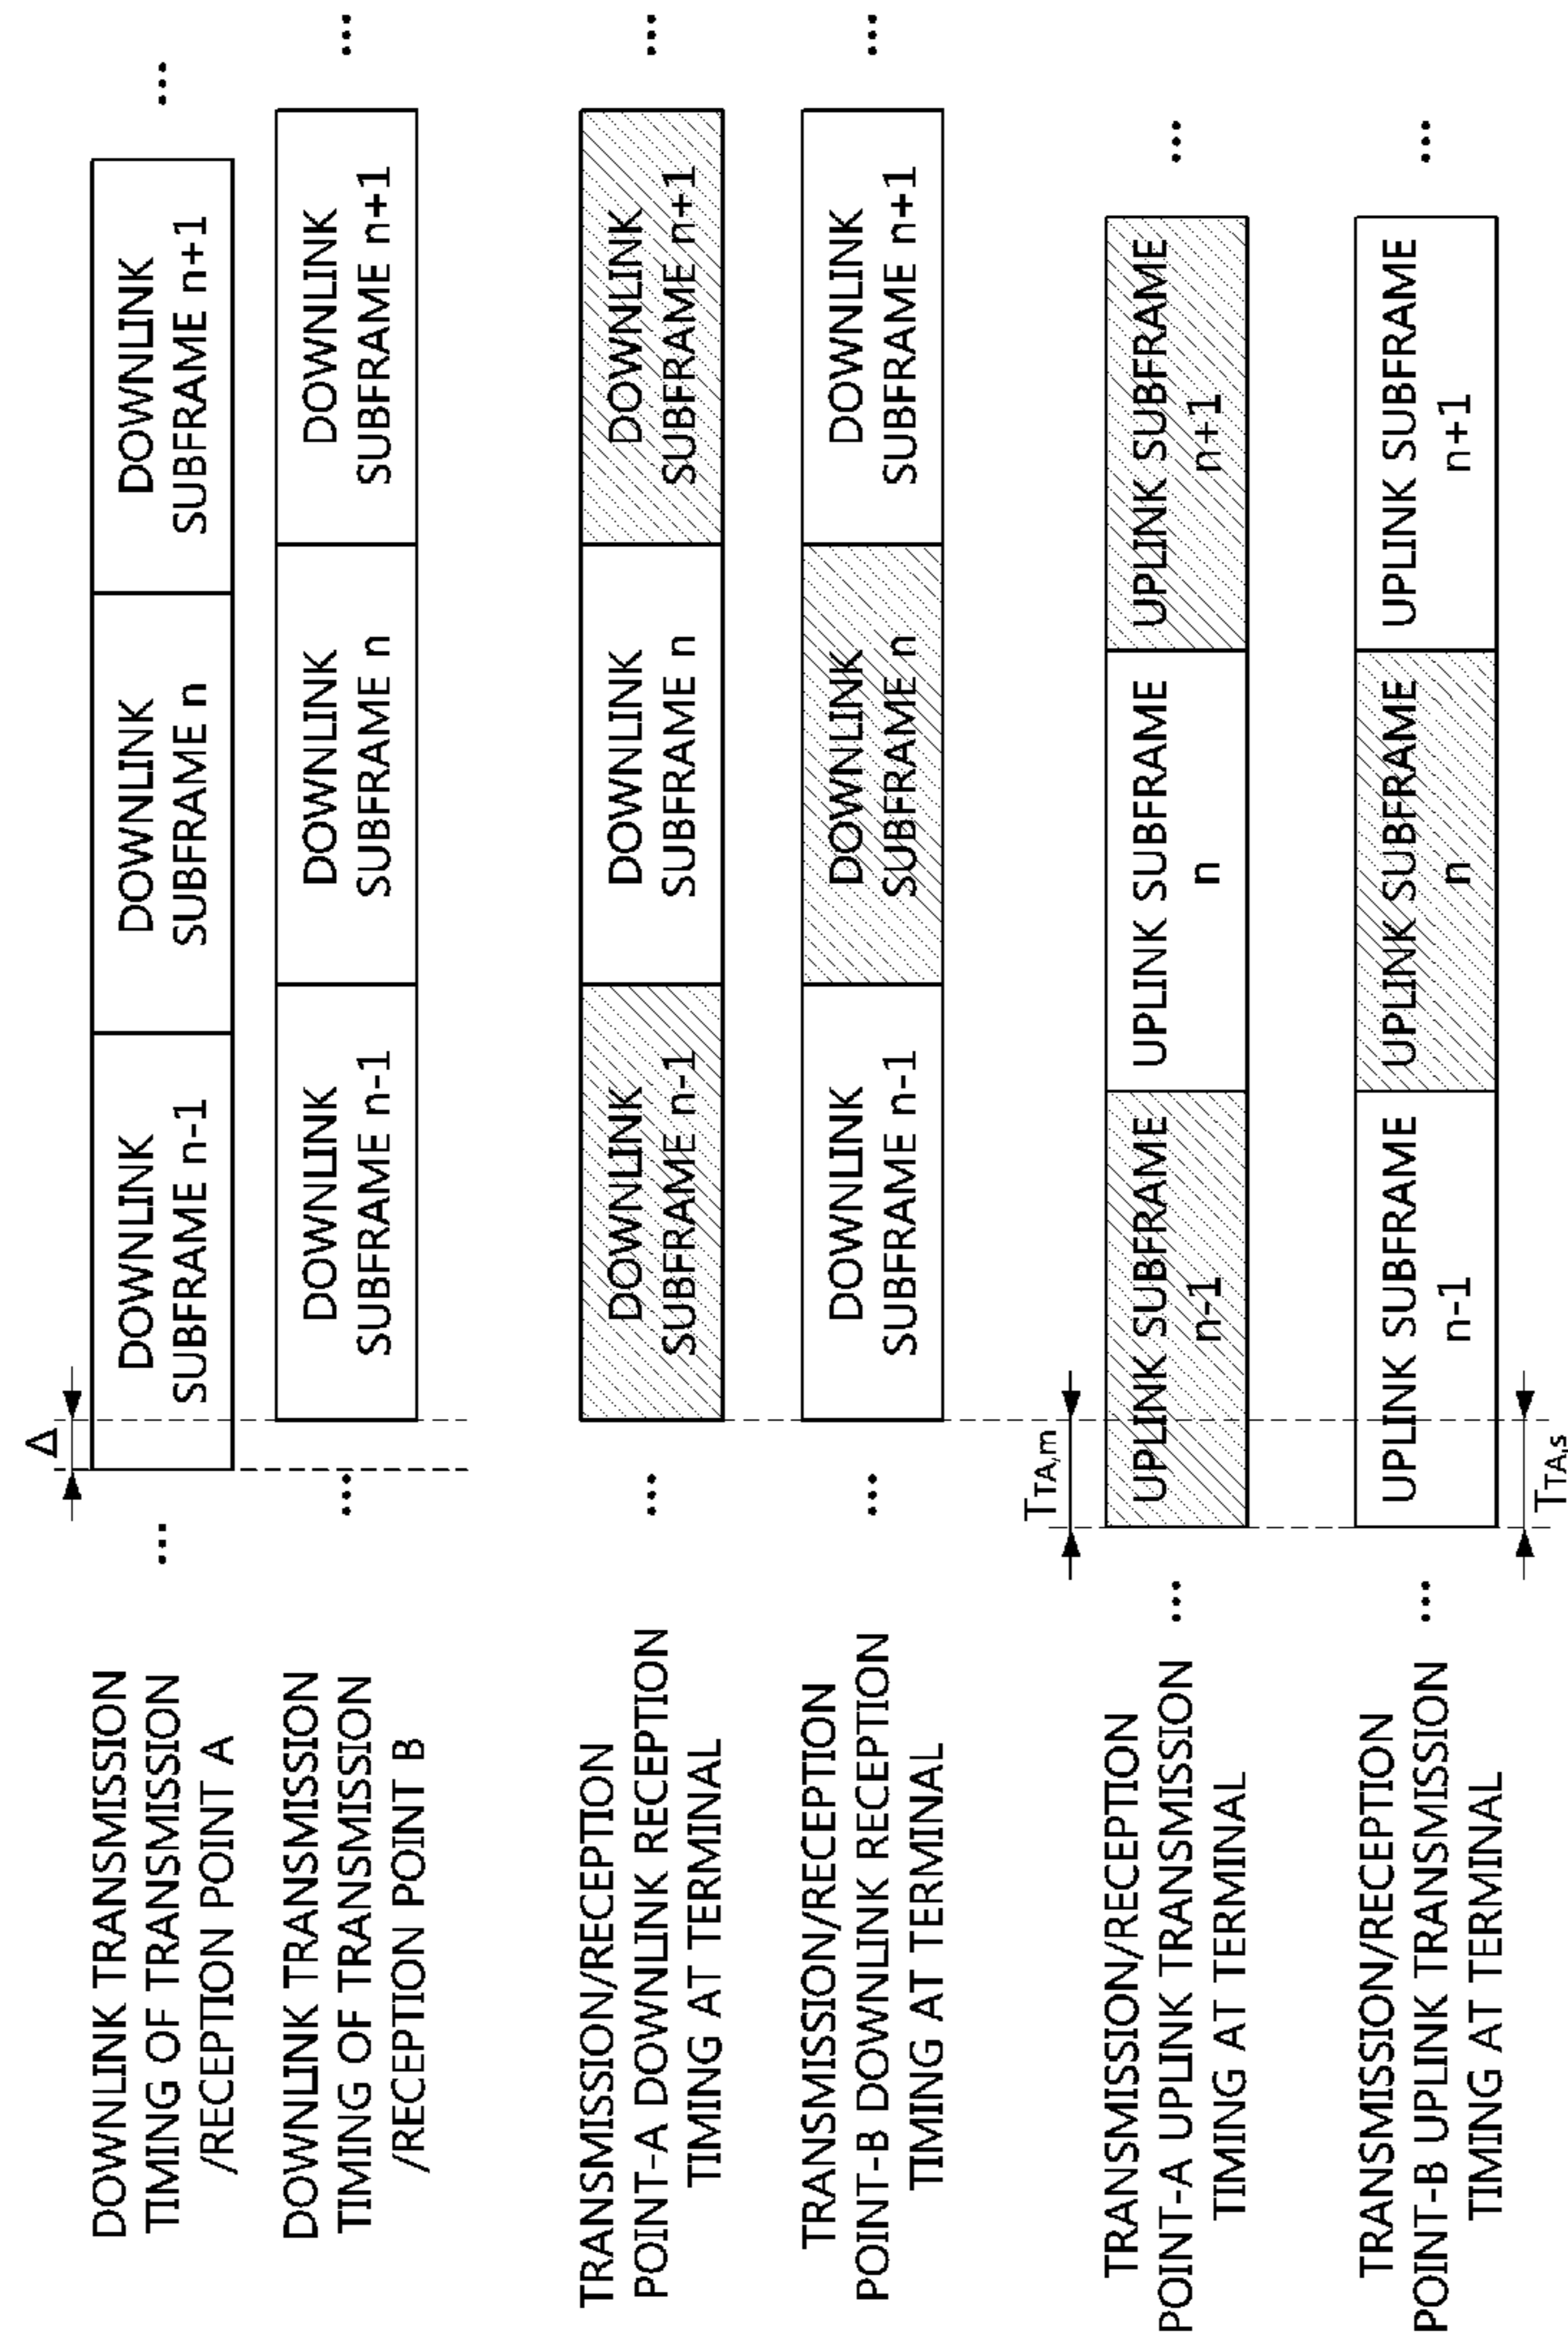 Δ
DOWNLINK TRANSMISSION
TIMING OF TRANSMISSION
/RECEPTION POINT A
...
DOWNLINK
SUBFRAME n-1
DOWNLINK
SUBFRAME n
DOWNLINK
SUBFRAME n+1
...
DOWNLINK TRANSMISSION
TIMING OF TRANSMISSION
/RECEPTION POINT B
...
DOWNLINK
SUBFRAME n-1
DOWNLINK
SUBFRAME n
DOWNLINK
SUBFRAME n+1
...
TRANSMISSION/RECEPTION
POINT-A DOWNLINK RECEPTION
TIMING AT TERMINAL
...
DOWNLINK
SUBFRAME n-1
DOWNLINK
SUBFRAME n
DOWNLINK
SUBFRAME n+1
...
TRANSMISSION/RECEPTION
POINT-B DOWNLINK RECEPTION
TIMING AT TERMINAL
...
DOWNLINK
SUBFRAME n-1
DOWNLINK
SUBFRAME n
DOWNLINK
SUBFRAME n+1
...
TTA,m
TRANSMISSION/RECEPTION
POINT-A UPLINK TRANSMISSION
TIMING AT TERMINAL
...
UPLINK SUBFRAME
n-1
UPLINK SUBFRAME
n
UPLINK SUBFRAME
n+1
...
TRANSMISSION/RECEPTION
POINT-B UPLINK TRANSMISSION
TIMING AT TERMINAL
...
UPLINK SUBFRAME
n-1
UPLINK SUBFRAME
n
UPLINK SUBFRAME
n+1
...
TTA,s